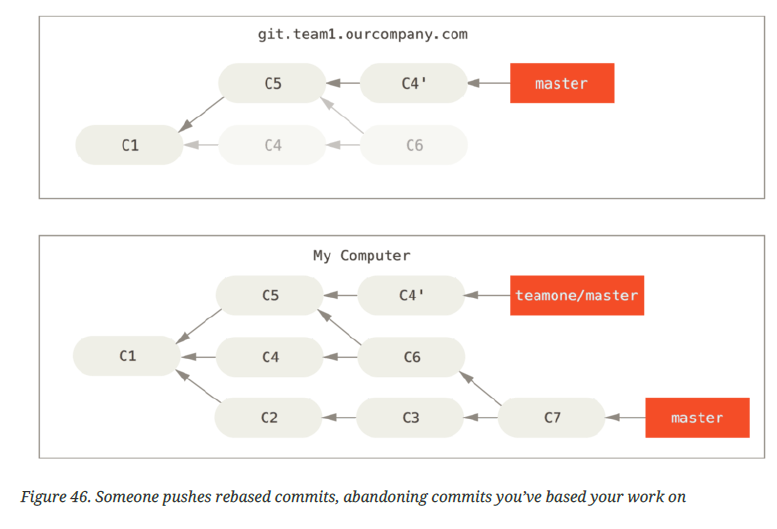 git.team1.ourcompany.com
C5 C4' master
C1 C4 C6
My Computer
C5 C4' teamone/master
C1 C4 C6
C2 C3 C7 master
Figure 46. Someone pushes rebased commits, abandoning commits you’ve based your work on